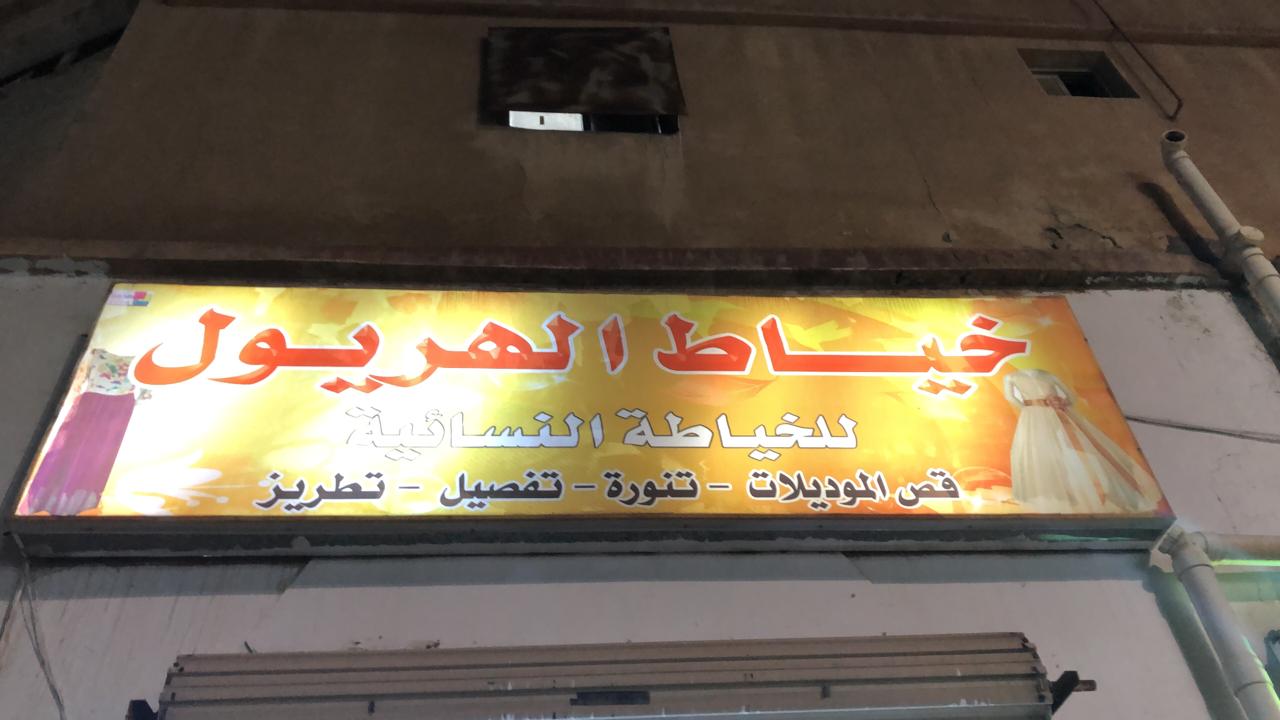 خياط الهريول
للخياطة النسائية
قص الموديلات - تنورة - تفصيل - تطريز